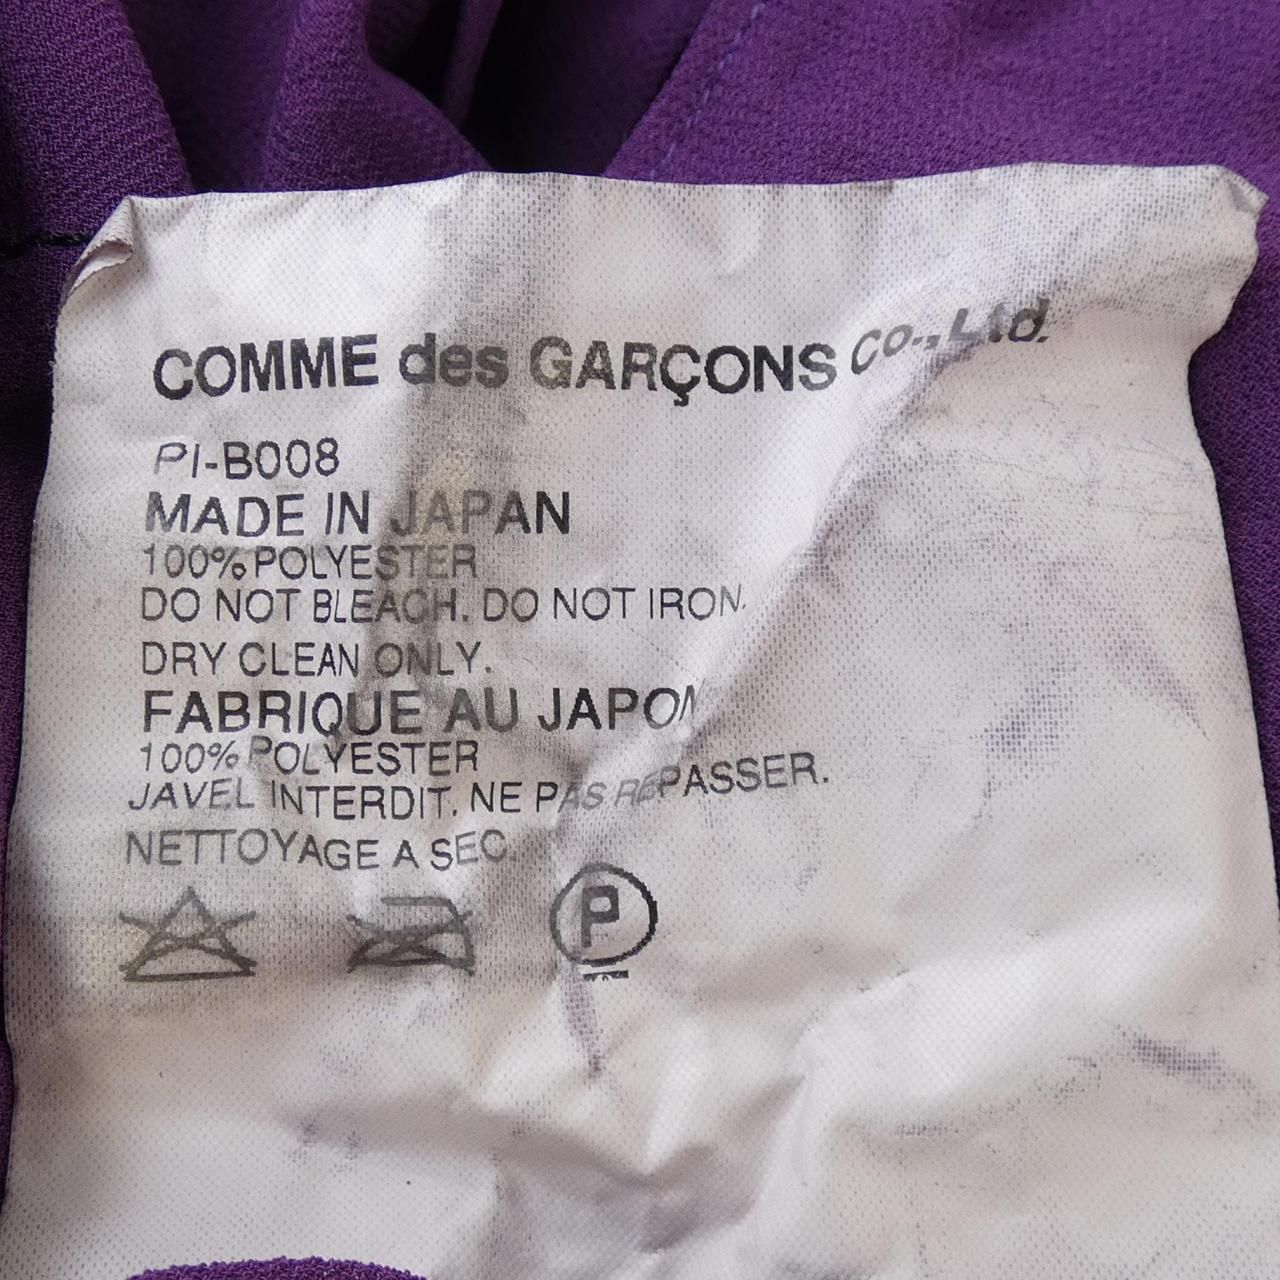 COMME des GARÇONS Co., Ltd.
PI-B008
MADE IN JAPAN
100% POLYESTER
DO NOT BLEACH. DO NOT IRON.
DRY CLEAN ONLY.
FABRIQUE AU JAPON
100% POLYESTER
JAVEL INTERDIT. NE PAS REPASSER.
NETTOYAGE A SEC
P